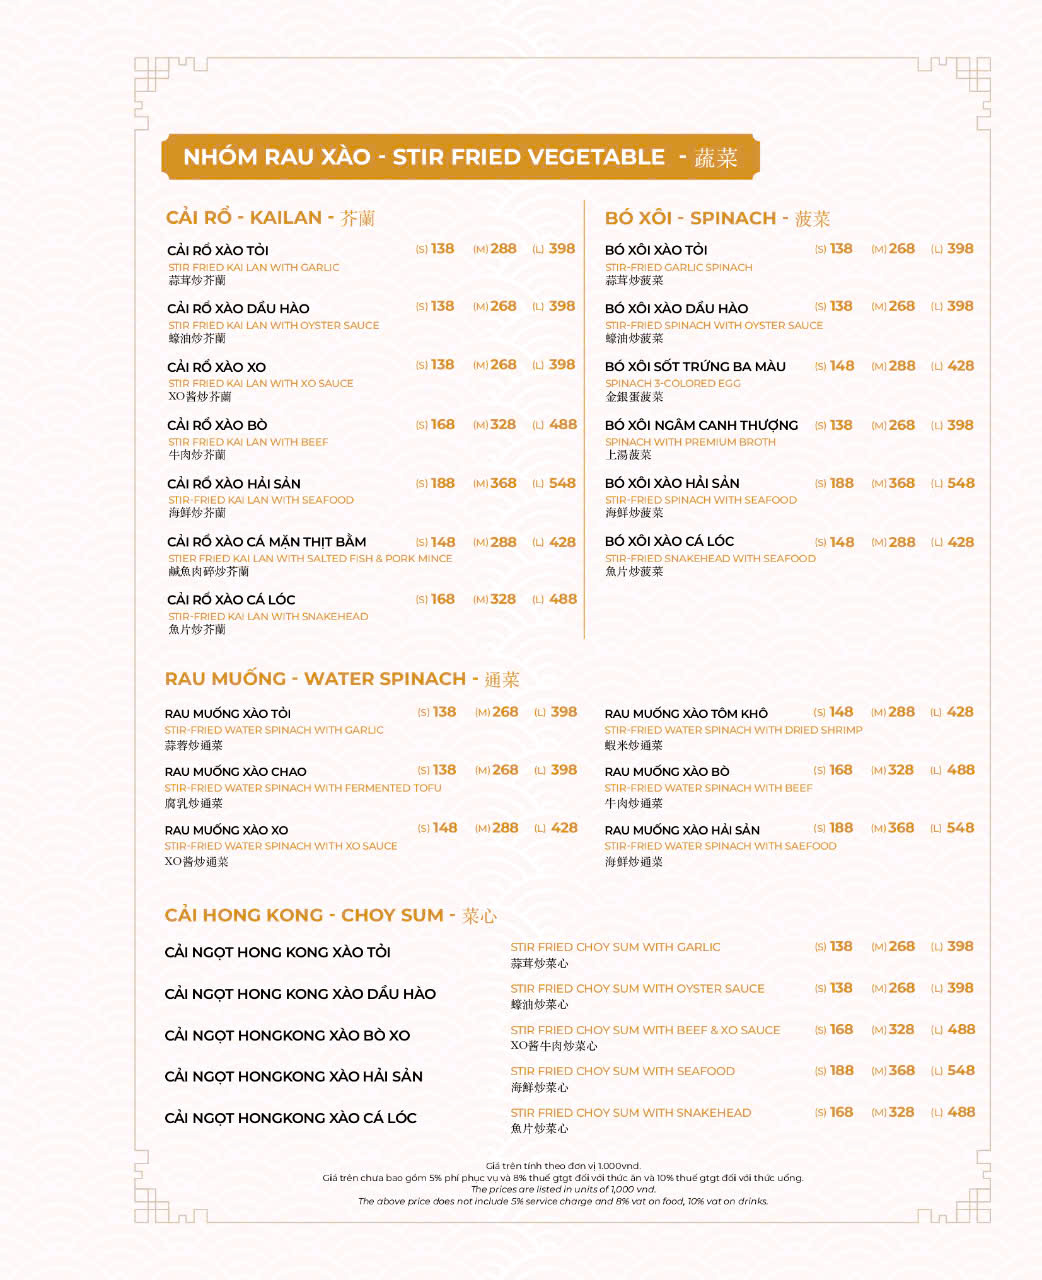 NHÓM RAU XÀO - STIR FRIED VEGETABLE - 蔬菜
CẢI RỔ - KAILAN - 芥蘭
CẢI RỔ XÀO TỎI (S) 138 (M) 288 (L) 398
STIR FRIED KAI LAN WITH GARLIC
蒜茸炒芥蘭
CẢI RỔ XÀO DẦU HÀO (S) 138 (M) 268 (L) 398
STIR FRIED KAI LAN WITH OYSTER SAUCE
蠔油炒芥蘭
CẢI RỔ XÀO XO (S) 138 (M) 268 (L) 398
STIR FRIED KAI LAN WITH XO SAUCE
XO酱炒芥蘭
CẢI RỔ XÀO BÒ (S) 168 (M) 328 (L) 488
STIR FRIED KAI LAN WITH BEEF
牛肉炒芥蘭
CẢI RỔ XÀO HẢI SẢN (S) 188 (M) 368 (L) 548
STIR-FRIED KAI LAN WITH SEAFOOD
海鮮炒芥蘭
CẢI RỔ XÀO CÁ MẶN THỊT BẰM (S) 148 (M) 288 (L) 428
STIER FRIED KAI LAN WITH SALTED FISH & PORK MINCE
鹹魚肉碎炒芥蘭
CẢI RỔ XÀO CÁ LÓC (S) 168 (M) 328 (L) 488
STIR-FRIED KAI LAN WITH SNAKEHEAD
魚片炒芥蘭
BÓ XÔI - SPINACH - 菠菜
BÓ XÔI XÀO TỎI (S) 138 (M) 268 (L) 398
STIR-FRIED GARLIC SPINACH
蒜茸炒菠菜
BÓ XÔI XÀO DẦU HÀO (S) 138 (M) 268 (L) 398
STIR-FRIED SPINACH WITH OYSTER SAUCE
蠔油炒菠菜
BÓ XÔI SỐT TRỨNG BA MÀU (S) 148 (M) 288 (L) 428
SPINACH 3-COLORED EGG
金銀蛋菠菜
BÓ XÔI NGÂM CANH THƯỢNG (S) 138 (M) 268 (L) 398
SPINACH WITH PREMIUM BROTH
上湯菠菜
BÓ XÔI XÀO HẢI SẢN (S) 188 (M) 368 (L) 548
STIR-FRIED SPINACH WITH SEAFOOD
海鮮炒菠菜
BÓ XÔI XÀO CÁ LÓC (S) 148 (M) 288 (L) 428
STIR-FRIED SNAKEHEAD WITH SEAFOOD
魚片炒菠菜
RAU MUỐNG - WATER SPINACH - 通菜
RAU MUỐNG XÀO TỎI (S) 138 (M) 268 (L) 398
STIR-FRIED WATER SPINACH WITH GARLIC
蒜蓉炒通菜
RAU MUỐNG XÀO CHAO (S) 138 (M) 268 (L) 398
STIR-FRIED WATER SPINACH WITH FERMENTED TOFU
腐乳炒通菜
RAU MUỐNG XÀO XO (S) 148 (M) 288 (L) 428
STIR-FRIED WATER SPINACH WITH XO SAUCE
XO酱炒通菜
RAU MUỐNG XÀO TÔM KHÔ (S) 148 (M) 288 (L) 428
STIR-FRIED WATER SPINACH WITH DRIED SHRIMP
蝦米炒通菜
RAU MUỐNG XÀO BÒ (S) 168 (M) 328 (L) 488
STIR-FRIED WATER SPINACH WITH BEEF
牛肉炒通菜
RAU MUỐNG XÀO HẢI SẢN (S) 188 (M) 368 (L) 548
STIR-FRIED WATER SPINACH WITH SAEFOOD
海鮮炒通菜
CẢI HONG KONG - CHOY SUM - 菜心
CẢI NGỌT HONG KONG XÀO TỎI STIR FRIED CHOY SUM WITH GARLIC (S) 138 (M) 268 (L) 398
蒜茸炒菜心
CẢI NGỌT HONG KONG XÀO DẦU HÀO STIR FRIED CHOY SUM WITH OYSTER SAUCE (S) 138 (M) 268 (L) 398
蠔油炒菜心
CẢI NGỌT HONGKONG XÀO BÒ XO STIR FRIED CHOY SUM WITH BEEF & XO SAUCE (S) 168 (M) 328 (L) 488
XO酱牛肉炒菜心
CẢI NGỌT HONGKONG XÀO HẢI SẢN STIR FRIED CHOY SUM WITH SEAFOOD (S) 188 (M) 368 (L) 548
海鮮炒菜心
CẢI NGỌT HONGKONG XÀO CÁ LÓC STIR FRIED CHOY SUM WITH SNAKEHEAD (S) 168 (M) 328 (L) 488
魚片炒菜心
Giá trên tính theo đơn vị 1.000vnd.
Giá trên chưa bao gồm 5% phí phục vụ và 8% thuế gtgt đối với thức ăn và 10% thuế gtgt đối với thức uống.
The prices are listed in units of 1,000 vnd.
The above price does not include 5% service charge and 8% vat on food, 10% vat on drinks.